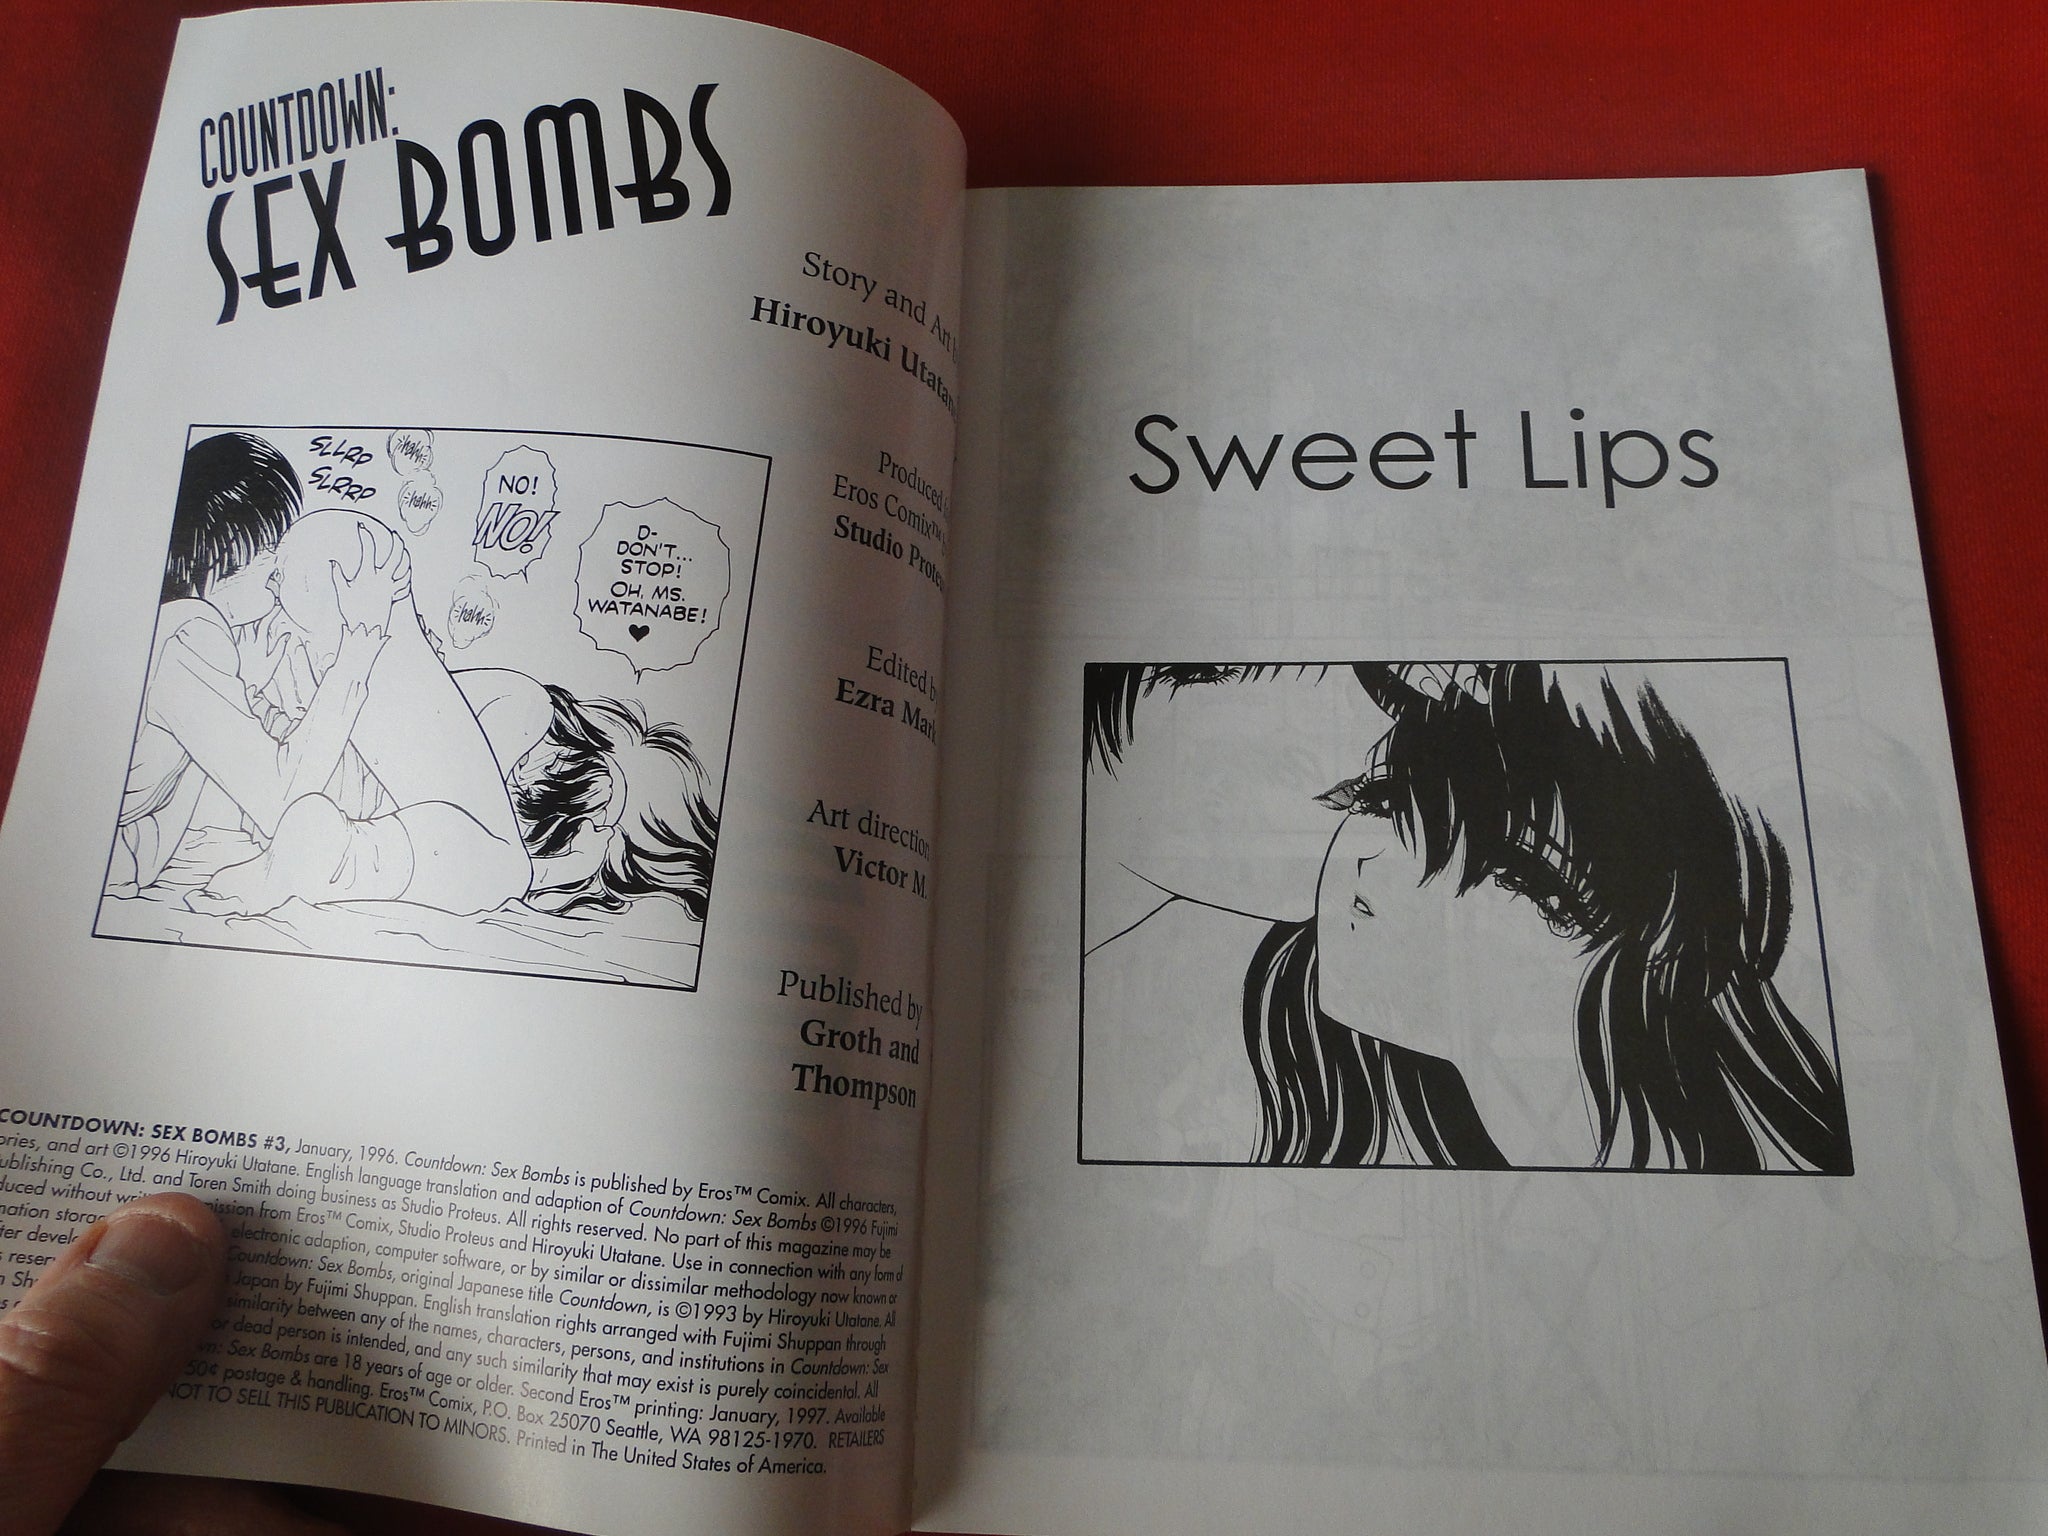 COUNTDOWN:
SEX BOMBS
Story and Art
Hiroyuki
Produced
Eros Comix™
Studio
Edited
Ezra
Art
Victor M.
Published by
Groth and
Thompson
SLLRP
SLRRP
NO!
NO!
D-
DON'T...
STOP!
OH, MS.
WATANABE!
COUNTDOWN: SEX BOMBS #3, January, 1996. Countdown: Sex Bombs is published by Eros™ Comix. All characters,
and art ©1996 Hiroyuki Utatane. English language translation and adaption of Countdown: Sex Bombs ©1996 Fujimi
Co., Ltd. and Toren Smith doing business as Studio Proteus. All rights reserved. No part of this magazine may be
without from Eros™ Comix, Studio Proteus and Hiroyuki Utatane. Use in connection with any form of
electronic adaption, computer software, or by similar or dissimilar methodology now known or
Countdown: Sex Bombs, original Japanese title Countdown, is ©1993 by Hiroyuki Utatane. All
Japan by Fujimi Shuppan. English translation rights arranged with Fujimi Shuppan through
similarity between any of the names, characters, persons, and institutions in Countdown: Sex
or dead person is intended, and any such similarity that may exist is purely coincidental. All
Sex Bombs are 18 years of age or older. Second Eros™ printing: January, 1997. Available
50¢ postage & handling. Eros™ Comix, P.O. Box 25070 Seattle, WA 98125-1970. RETAILERS
NOT TO SELL THIS PUBLICATION TO MINORS. Printed in The United States of America.
Sweet Lips